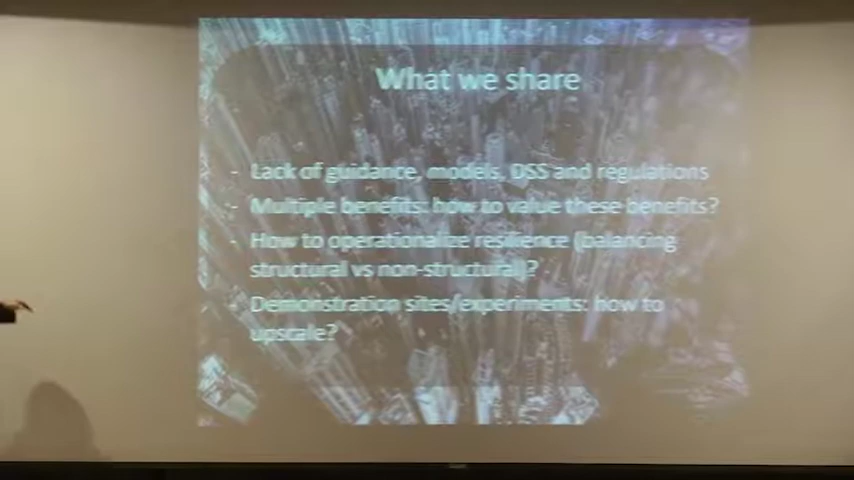 What we share
- Lack of guidance, models, DSS and regulations
- Multiple benefits: how to value these benefits?
- How to operationalize resilience (balancing
structural vs non-structural)?
Demonstration sites/experiments: how to
upscale?